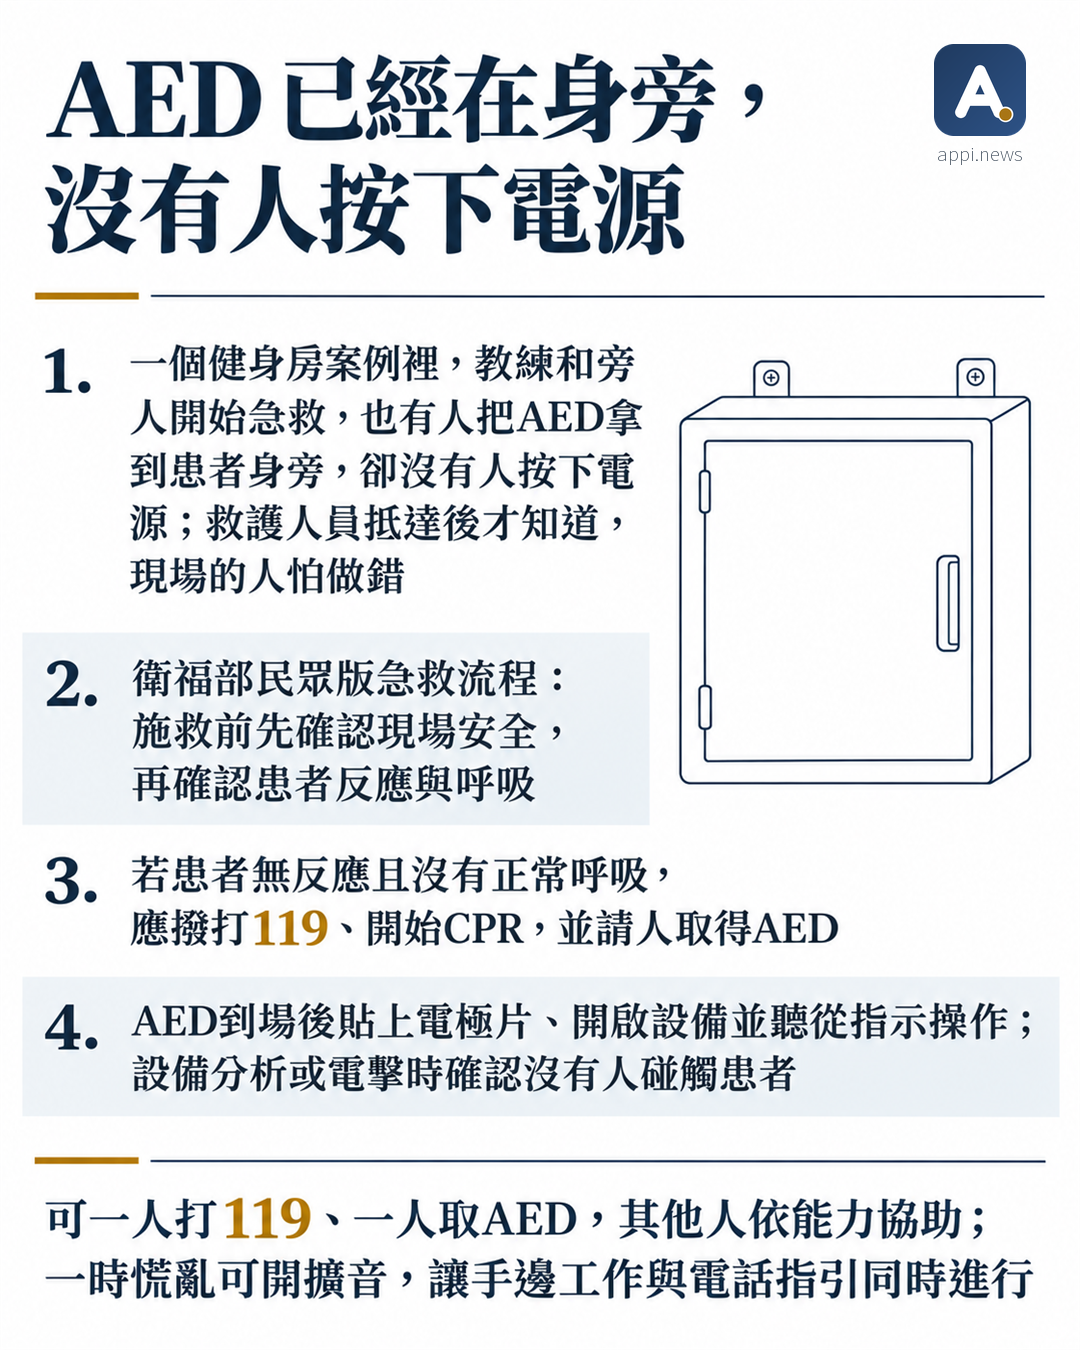 AED已經在身旁，
沒有人按下電源
A.
appi.news
1.
一個健身房案例裡，教練和旁
人開始急救，也有人把AED拿
到患者身旁，卻沒有人按下電
源；救護人員抵達後才知道，
現場的人怕做錯
2.
衛福部民眾版急救流程：
施救前先確認現場安全，
再確認患者反應與呼吸
3.
若患者無反應且沒有正常呼吸，
應撥打119、開始CPR，並請人取得AED
4.
AED到場後貼上電極片、開啟設備並聽從指示操作；
設備分析或電擊時確認沒有人碰觸患者
可一人打119、一人取AED，其他人依能力協助；
一時慌亂可開擴音，讓手邊工作與電話指引同時進行